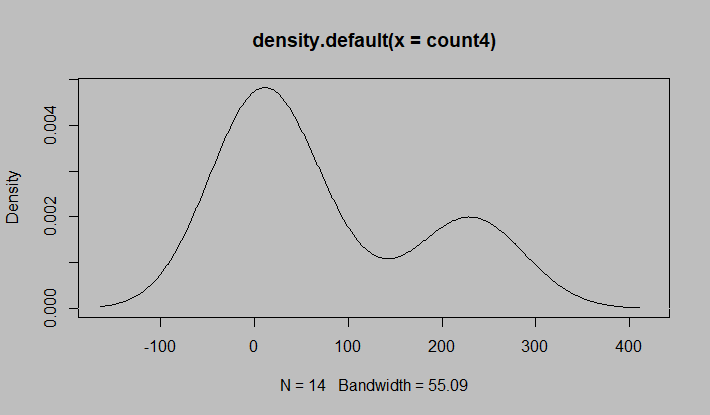 density.default(x = count4)
Density
0.004
0.002
0.000
-100 0 100 200 300 400
N = 14 Bandwidth = 55.09